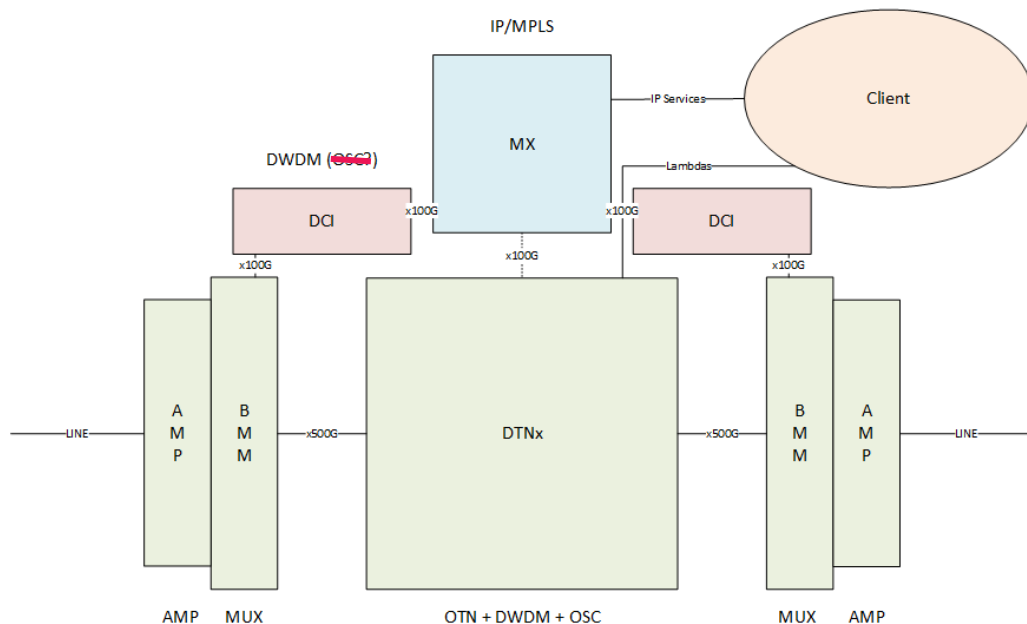 IP/MPLS
Client
IP Services
MX
DWDM (OSC?)
Lambdas
DCI
x100G
x100G
DCI
x100G
x100G
x100G
A
M
P
B
M
M
LINE
x500G
DTNx
x500G
B
M
M
A
M
P
LINE
AMP
MUX
OTN + DWDM + OSC
MUX
AMP